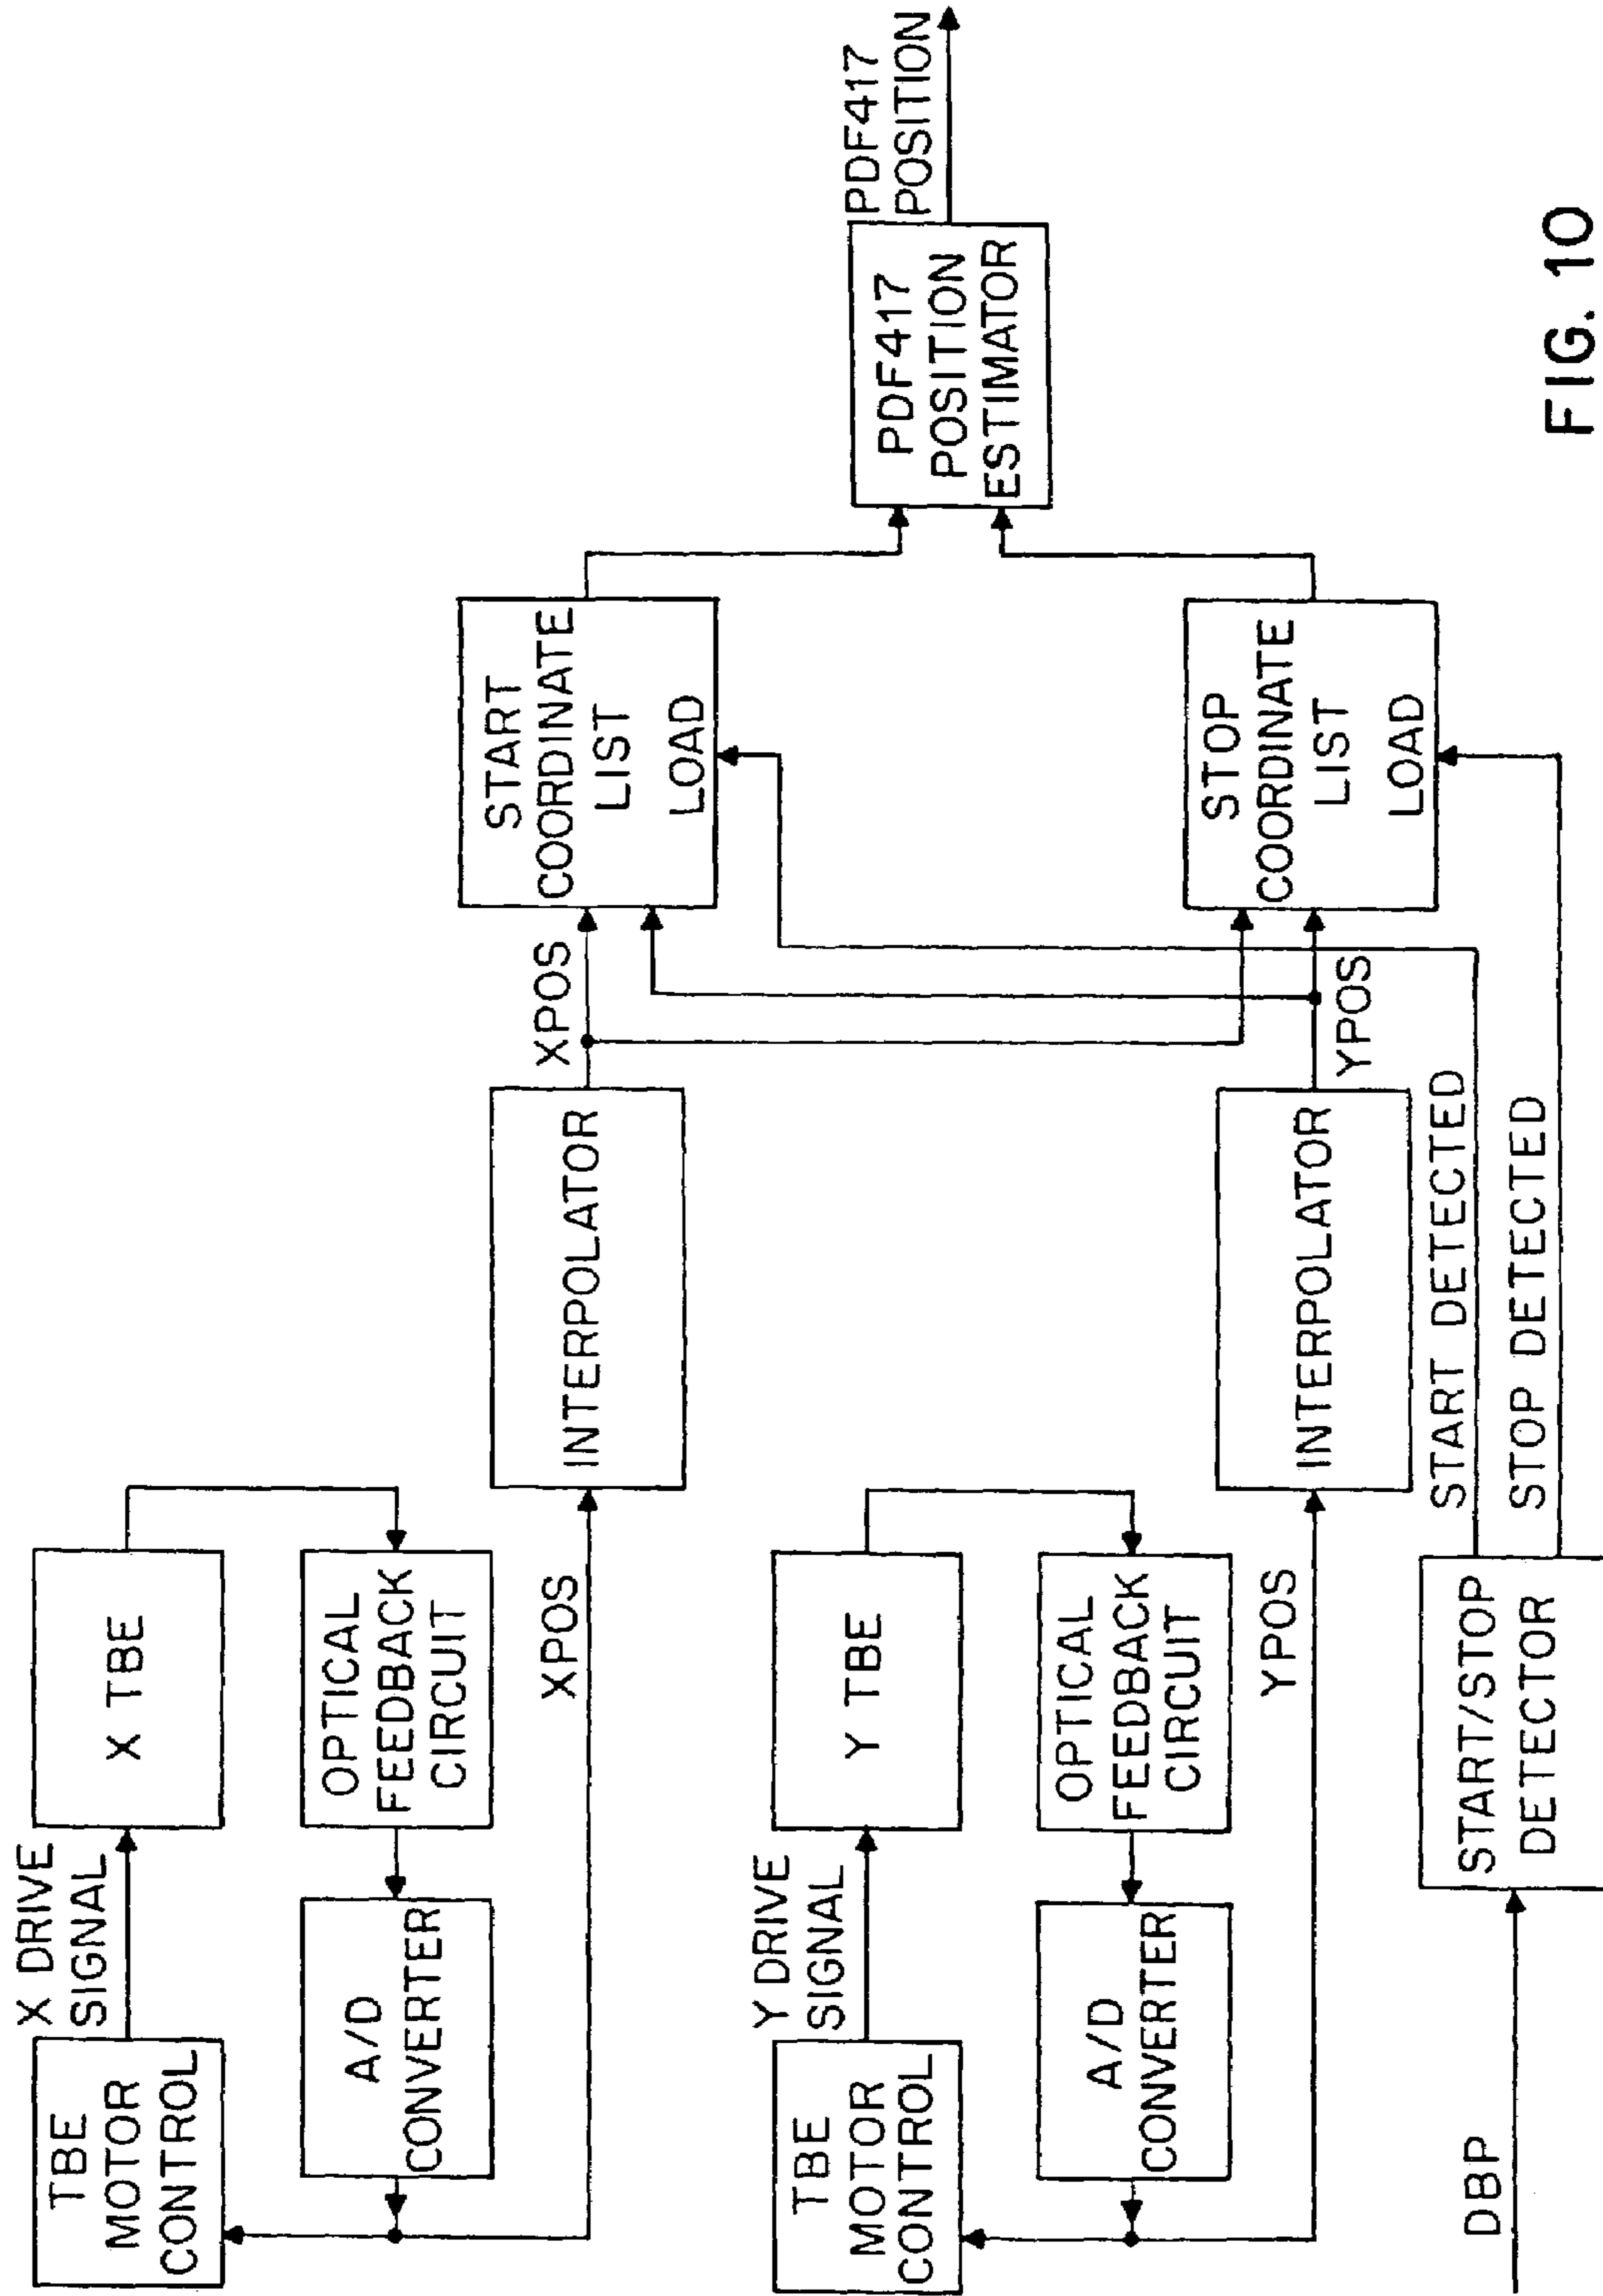 TBE
MOTOR
CONTROL
X DRIVE
SIGNAL
X TBE
A/D
CONVERTER
OPTICAL
FEEDBACK
CIRCUIT
XPOS
INTERPOLATOR
XPOS
START
COORDINATE
LIST
LOAD
TBE
MOTOR
CONTROL
Y DRIVE
SIGNAL
Y TBE
A/D
CONVERTER
OPTICAL
FEEDBACK
CIRCUIT
YPOS
INTERPOLATOR
YPOS
STOP
COORDINATE
LIST
LOAD
DBP
START/STOP
DETECTOR
START DETECTED
STOP DETECTED
PDF417
POSITION
ESTIMATOR
PDF417
POSITION
FIG. 10